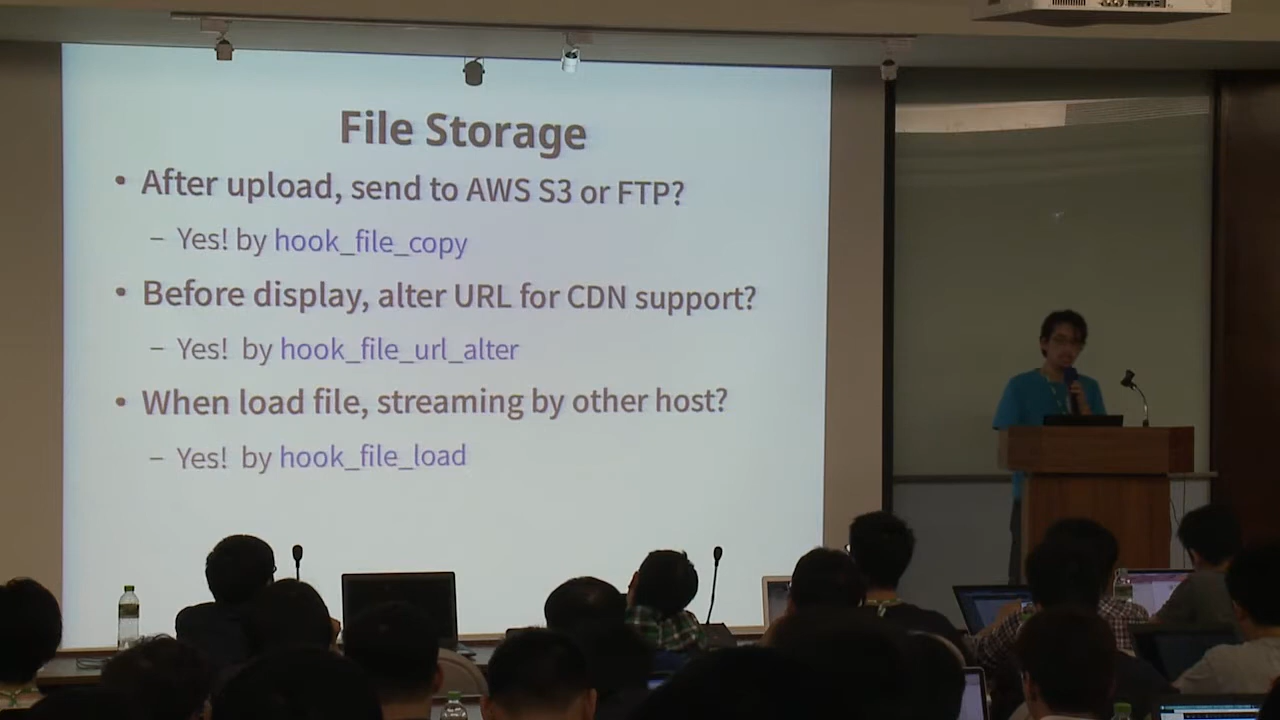 File Storage
• After upload, send to AWS S3 or FTP?
– Yes! by hook_file_copy
• Before display, alter URL for CDN support?
– Yes!  by hook_file_url_alter
• When load file, streaming by other host?
– Yes!  by hook_file_load